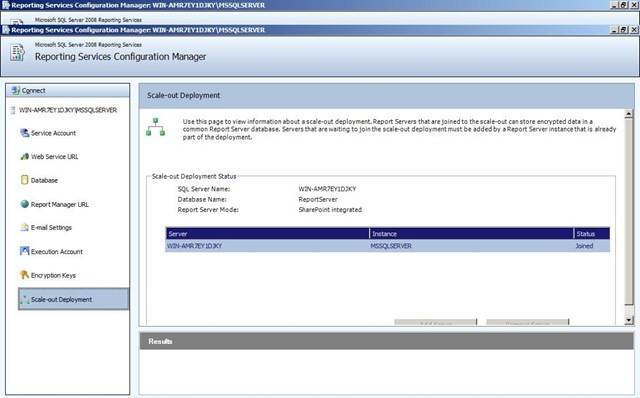 Reporting Services Configuration Manager: WIN-AMR7EY1DJKY\MSSQLSERVER
Microsoft SQL Server 2008 Reporting Services
Reporting Services Configuration Manager: WIN-AMR7EY1DJKY\MSSQLSERVER
Microsoft SQL Server 2008 Reporting Services
Reporting Services Configuration Manager
Connect
WIN-AMR7EY1DJKY\MSSQLSERVER
Service Account
Web Service URL
Database
Report Manager URL
E-mail Settings
Execution Account
Encryption Keys
Scale-out Deployment
Scale-out Deployment
Use this page to view information about a scale-out deployment. Report Servers that are joined to the scale-out can store encrypted data in a
common Report Server database. Servers that are waiting to join the scale-out deployment must be added by a Report Server instance that is already
part of the deployment.
Scale-out Deployment Status
SQL Server Name: WIN-AMR7EY1DJKY
Database Name: ReportServer
Report Server Mode: SharePoint integrated
Server Instance Status
WIN-AMR7EY1DJKY MSSQLSERVER Joined
Add Server Remove Server
Results